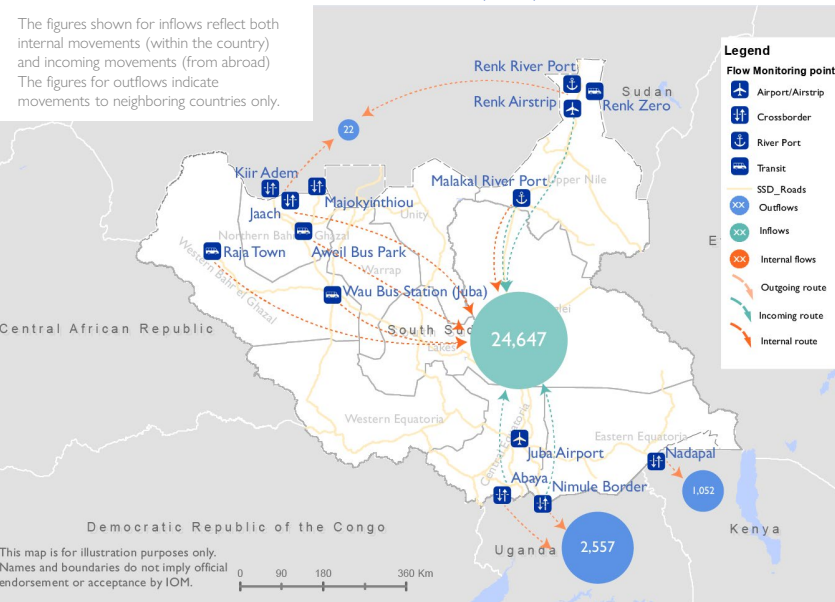 The figures shown for inflows reflect both
internal movements (within the country)
and incoming movements (from abroad)
The figures for outflows indicate
movements to neighboring countries only.
Legend
Flow Monitoring point
Airport/Airstrip
Crossborder
River Port
Transit
SSD_Roads
XX Outflows
XX Inflows
XX Internal flows
Outgoing route
Incoming route
Internal route
Renk River Port
Sudan
Renk Airstrip
Renk Zero
22
Kiir Adem
Malakal River Port
Upper Nile
Majokyinthiou
Jaach
Unity
Northern Bahr el Ghazal
Aweil Bus Park
Raja Town
Western Bahr el Ghazal
Warrap
Wau Bus Station (Juba)
Central African Republic
South Sud
Lakes
24,647
Western Equatoria
Eastern Equatoria
Juba Airport
Nadapal
Abaya
Nimule Border
1,052
Democratic Republic of the Congo
Kenya
Uganda
2,557
This map is for illustration purposes only.
Names and boundaries do not imply official
endorsement or acceptance by IOM.
0 90 180 360 Km